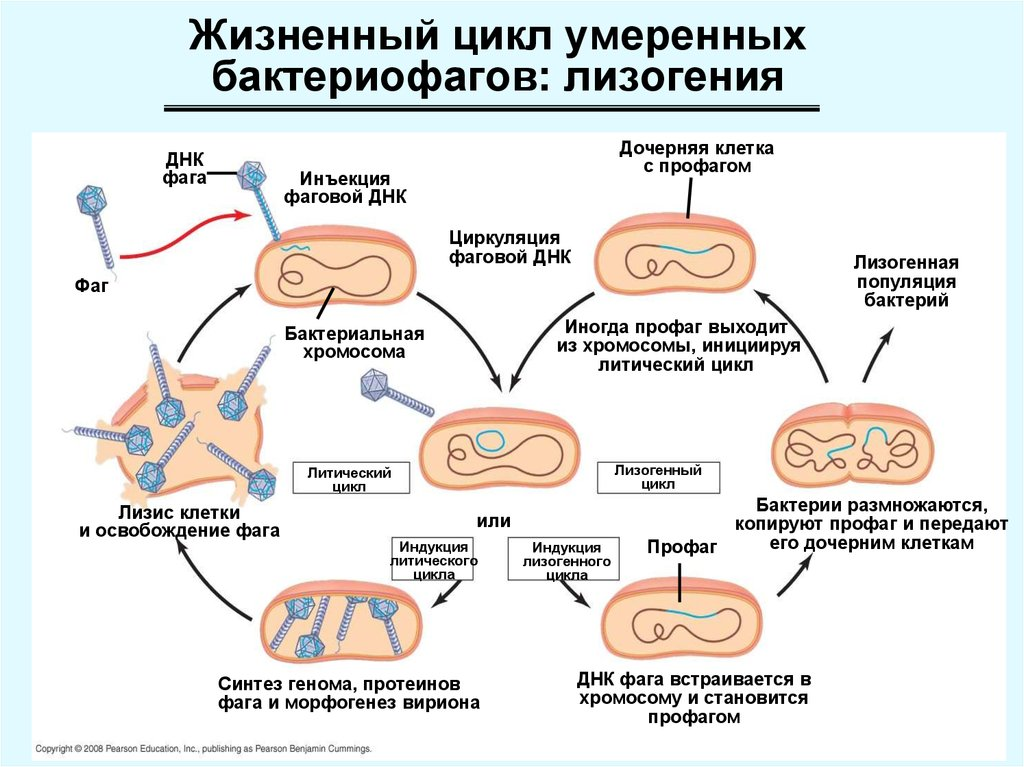 Жизненный цикл умеренных
бактериофагов: лизогения
ДНК
фага
Инъекция
фаговой ДНК
Дочерняя клетка
с профагом
Циркуляция
фаговой ДНК
Лизогенная
популяция
бактерий
Фаг
Бактериальная
хромосома
Иногда профаг выходит
из хромосомы, инициируя
литический цикл
Литический
цикл
Лизогенный
цикл
Лизис клетки
и освобождение фага
или
Бактерии размножаются,
копируют профаг и передают
его дочерним клеткам
Индукция
литического
цикла
Индукция
лизогенного
цикла
Профаг
Синтез генома, протеинов
фага и морфогенез вириона
ДНК фага встраивается в
хромосому и становится
профагом
Copyright © 2008 Pearson Education, Inc., publishing as Pearson Benjamin Cummings.